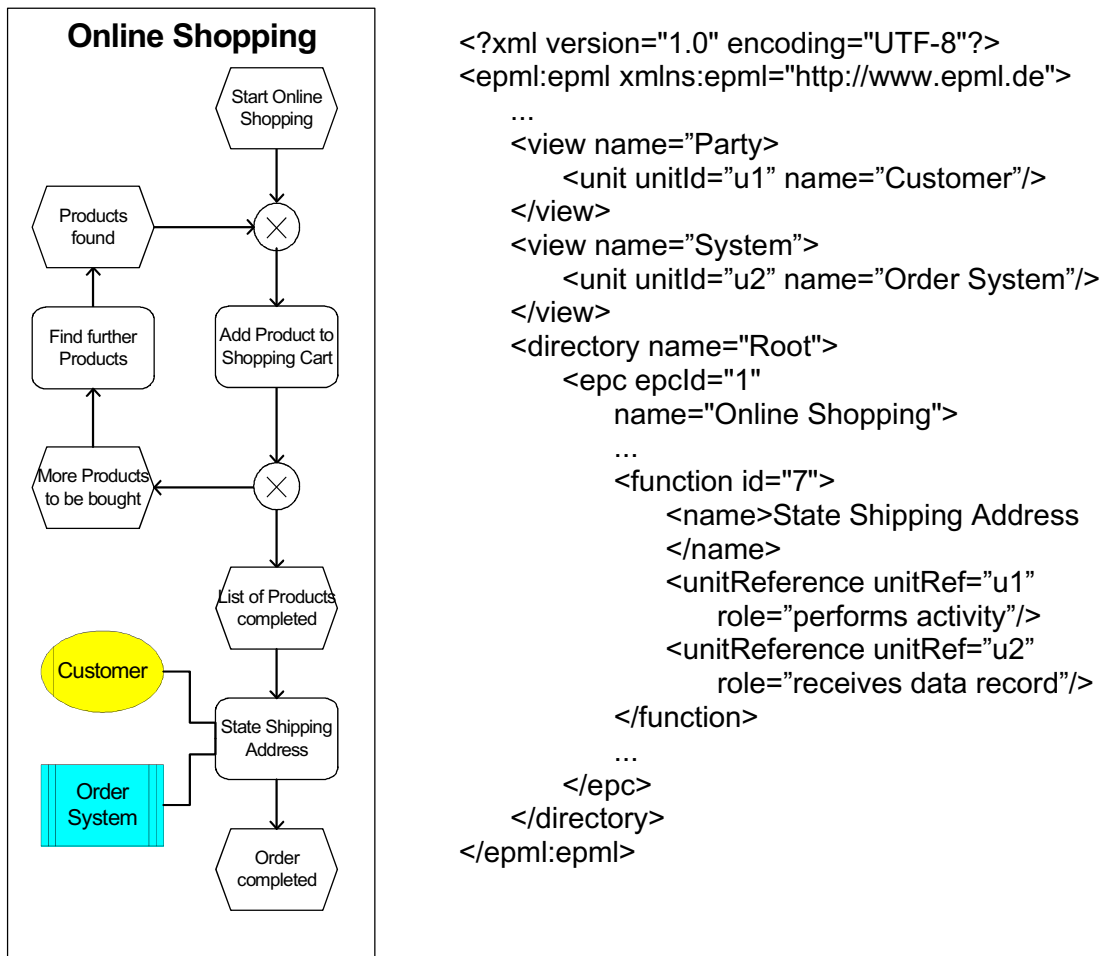 Online Shopping
Start Online
Shopping
Products
found
Find further
Products
Add Product to
Shopping Cart
More Products
to be bought
List of Products
completed
Customer
State Shipping
Address
Order
System
Order
completed
<?xml version="1.0" encoding="UTF-8"?>
<epml:epml xmlns:epml="http://www.epml.de">
...
<view name=”Party>
<unit unitId=”u1” name=”Customer”/>
</view>
<view name=”System”>
<unit unitId=”u2” name=”Order System”/>
</view>
<directory name="Root">
<epc epcId="1"
name="Online Shopping">
...
<function id="7">
<name>State Shipping Address
</name>
<unitReference unitRef=”u1”
role=”performs activity”/>
<unitReference unitRef=”u2”
role=”receives data record”/>
</function>
...
</epc>
</directory>
</epml:epml>